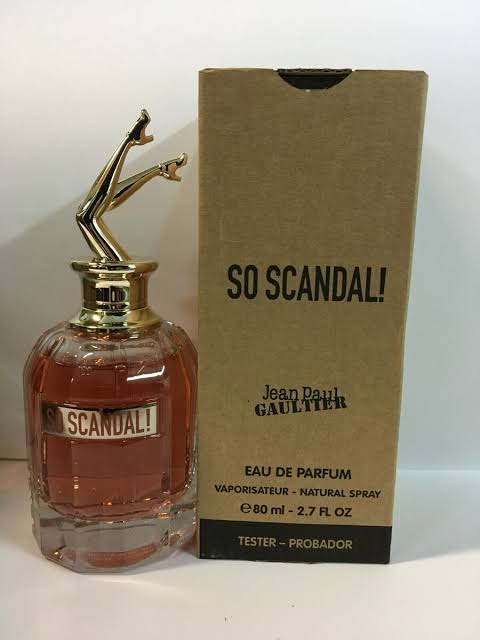 SO SCANDAL!
SO SCANDAL!
Jean Paul
GAULTIER
EAU DE PARFUM
VAPORISATEUR - NATURAL SPRAY
℮80 ml - 2.7 FL OZ
TESTER – PROBADOR